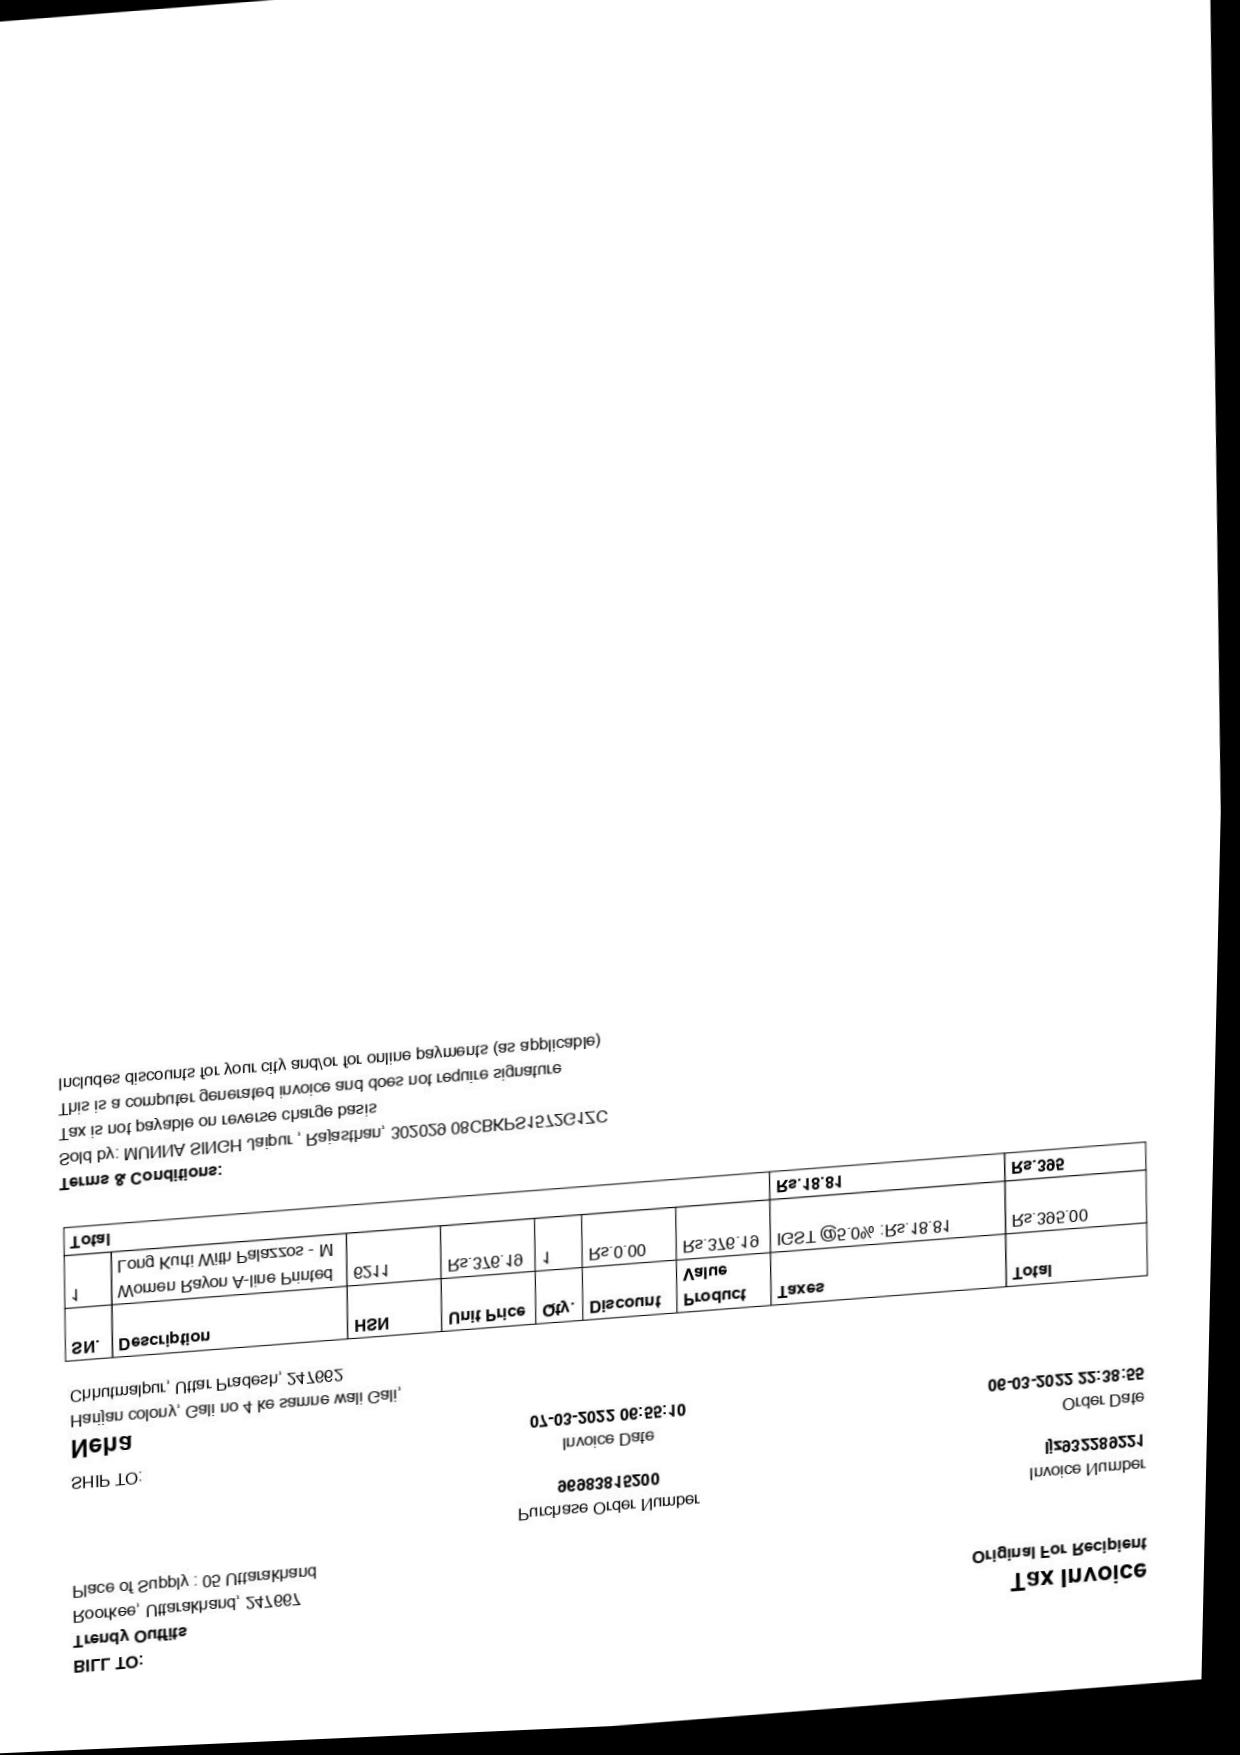 BILL TO:
Trendy Outfits
Roorkee, Uttarakhand, 247667
Place of Supply : 05 Uttarakhand
Tax Invoice
Original For Recipient
SHIP TO:
Neha
Harijan colony, Gali no 4 ke samne wali Gali,
Chhutmalpur, Uttar Pradesh, 247662
Purchase Order Number
96983815200
Invoice Date
07-03-2022 06:55:10
Invoice Number
ljz932289221
Order Date
06-03-2022 22:38:55
SN. Description HSN Unit Price Qty. Discount Product Value Taxes Total
1 Women Rayon A-line Printed Long Kurti With Palazzos - M 6211 Rs.376.19 1 Rs.0.00 Rs.376.19 IGST @5.0% :Rs.18.81 Rs.395.00
Total Rs.18.81 Rs.395
Terms & Conditions:
Sold by: MUNNA SINGH Jaipur , Rajasthan, 302029 08CBKPS1572G1ZC
Tax is not payable on reverse charge basis
This is a computer generated invoice and does not require signature
Includes discounts for your city and/or for online payments (as applicable)